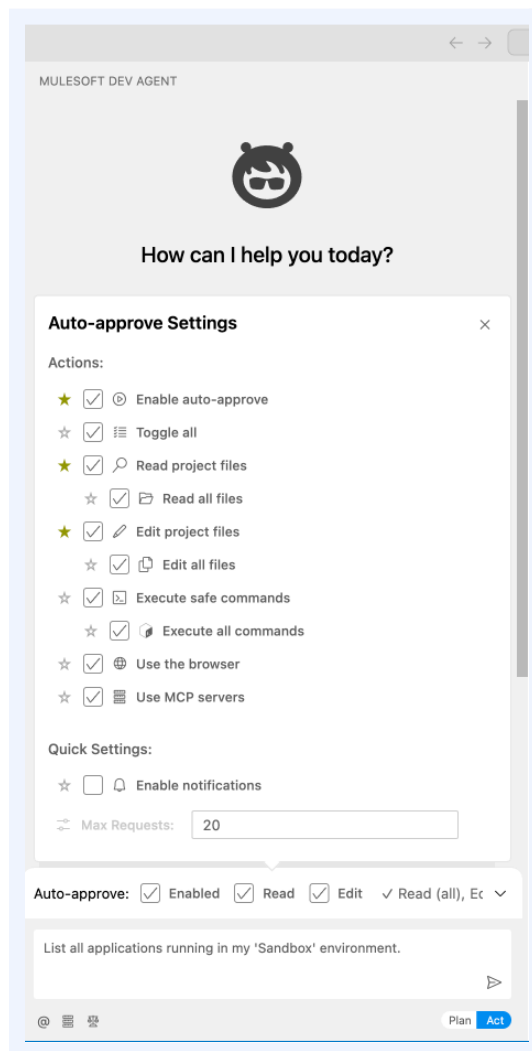 MULESOFT DEV AGENT
How can I help you today?
Auto-approve Settings
Actions:
Enable auto-approve
Toggle all
Read project files
Read all files
Edit project files
Edit all files
Execute safe commands
Execute all commands
Use the browser
Use MCP servers
Quick Settings:
Enable notifications
Max Requests: 20
Auto-approve: Enabled Read Edit Read (all), Ec
List all applications running in my 'Sandbox' environment.
@ Plan Act